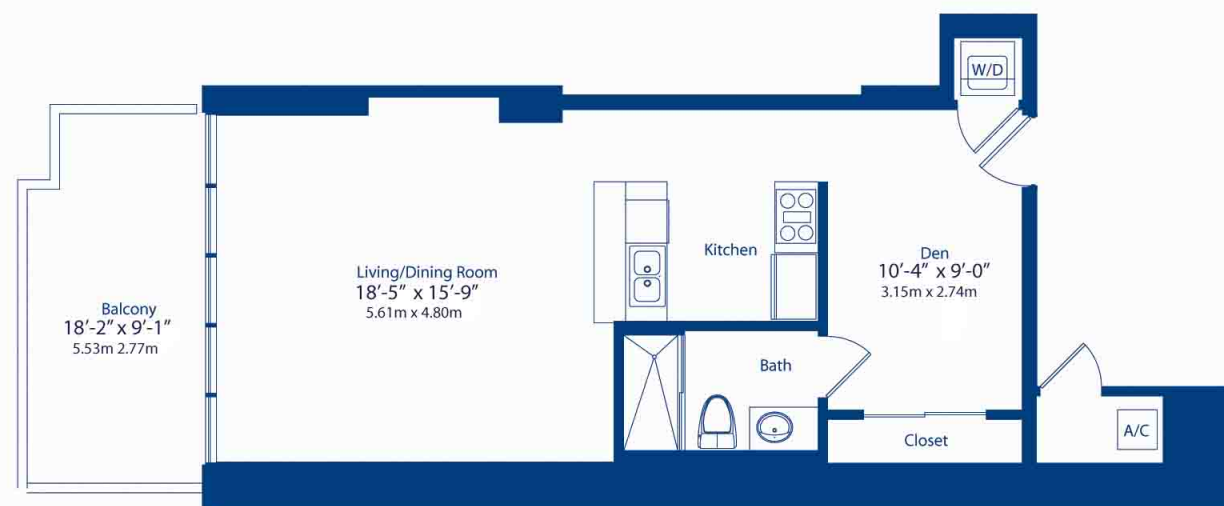 W/D
Kitchen
Den
10'-4" x 9'-0"
3.15m x 2.74m
Living/Dining Room
18'-5" x 15'-9"
5.61m x 4.80m
Balcony
18'-2" x 9'-1"
5.53m 2.77m
Bath
Closet
A/C